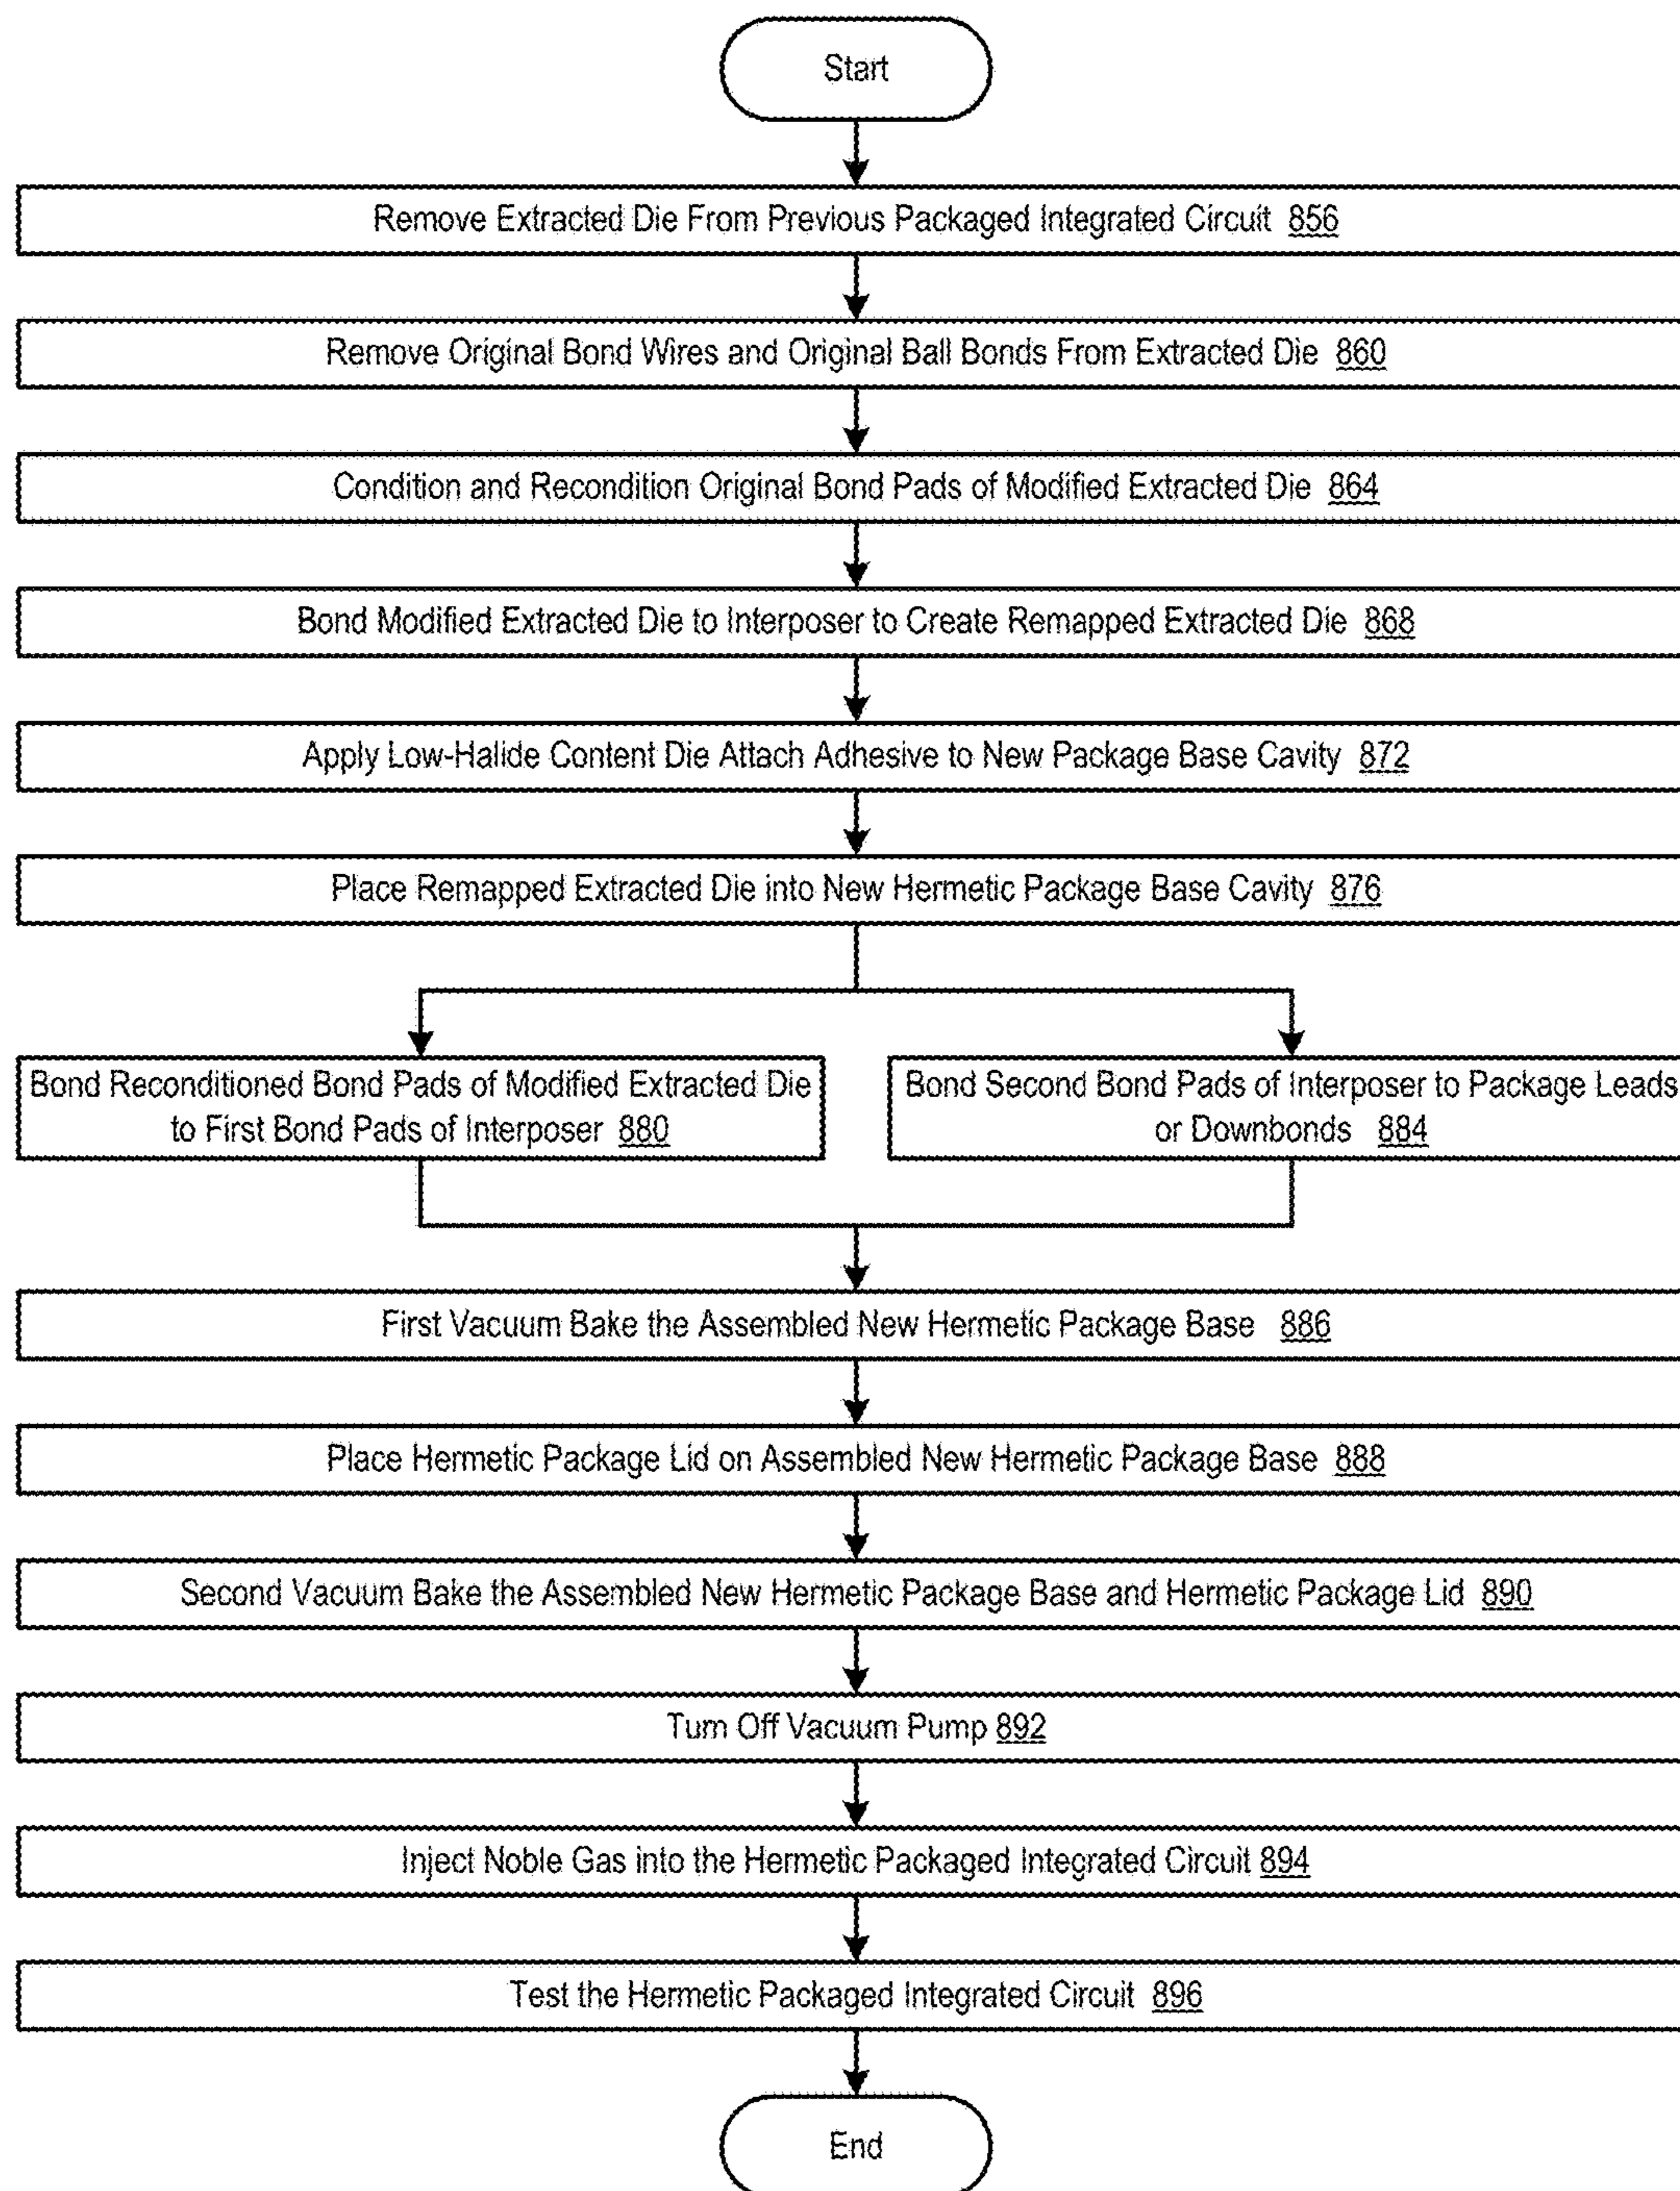 Start
Remove Extracted Die From Previous Packaged Integrated Circuit 856
Remove Original Bond Wires and Original Ball Bonds From Extracted Die 860
Condition and Recondition Original Bond Pads of Modified Extracted Die 864
Bond Modified Extracted Die to Interposer to Create Remapped Extracted Die 868
Apply Low-Halide Content Die Attach Adhesive to New Package Base Cavity 872
Place Remapped Extracted Die into New Hermetic Package Base Cavity 876
Bond Reconditioned Bond Pads of Modified Extracted Die
to First Bond Pads of Interposer 880
Bond Second Bond Pads of Interposer to Package Leads
or Downbonds 884
First Vacuum Bake the Assembled New Hermetic Package Base 886
Place Hermetic Package Lid on Assembled New Hermetic Package Base 888
Second Vacuum Bake the Assembled New Hermetic Package Base and Hermetic Package Lid 890
Turn Off Vacuum Pump 892
Inject Noble Gas into the Hermetic Packaged Integrated Circuit 894
Test the Hermetic Packaged Integrated Circuit 896
End